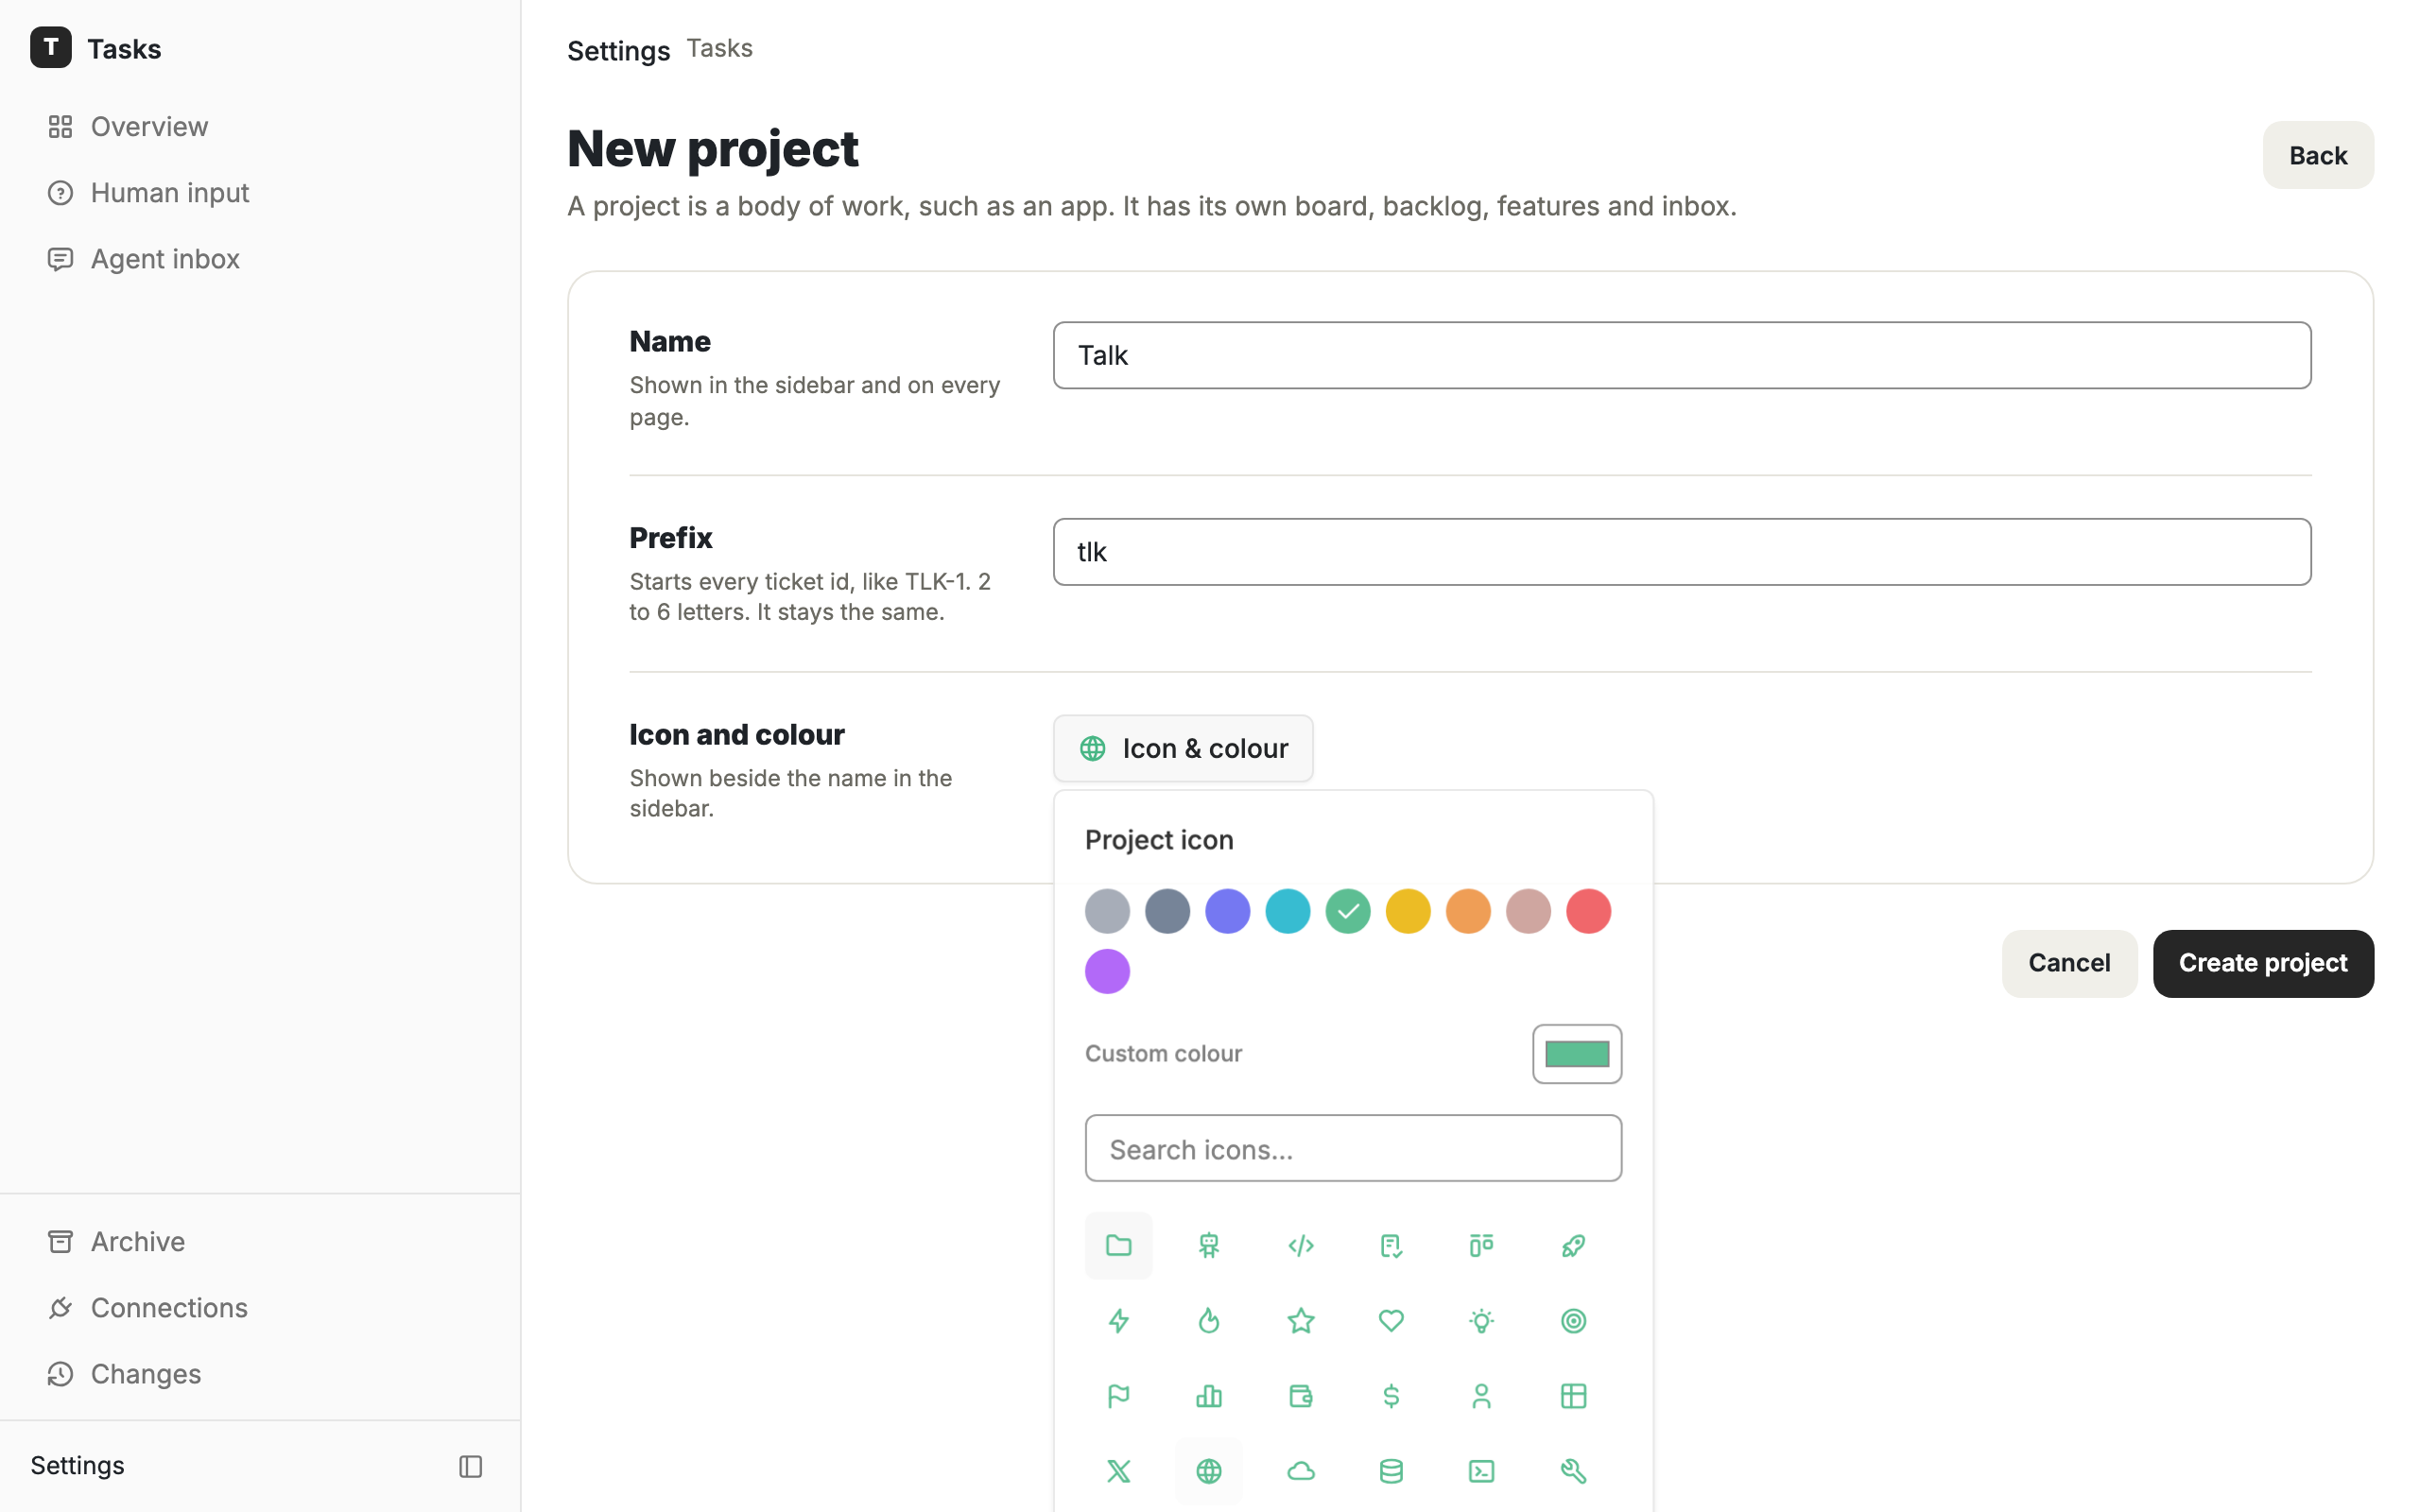 T Tasks
Overview
Human input
Agent inbox
Archive
Connections
Changes
Settings
Settings Tasks
New project
Back
A project is a body of work, such as an app. It has its own board, backlog, features and inbox.
Name
Talk
Shown in the sidebar and on every
page.
Prefix
tlk
Starts every ticket id, like TLK-1. 2
to 6 letters. It stays the same.
Icon and colour
Icon & colour
Shown beside the name in the
sidebar.
Project icon
Custom colour
Search icons...
Cancel
Create project